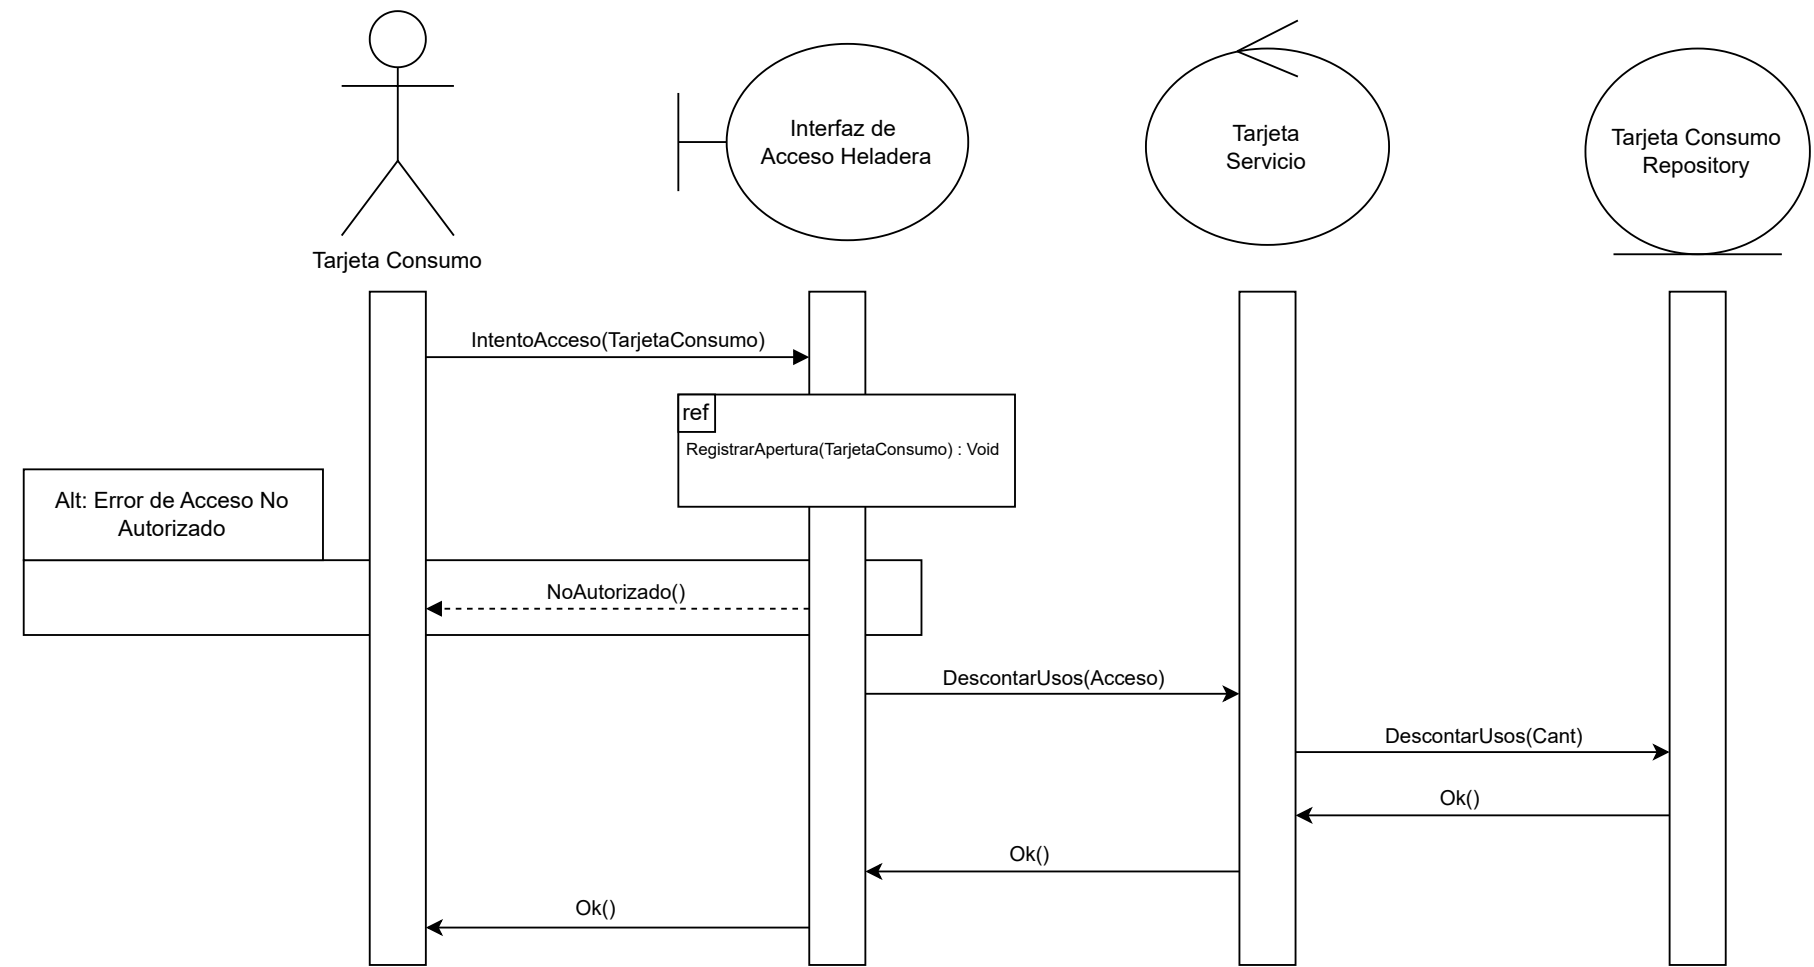 Interfaz de
Acceso Heladera
Tarjeta
Servicio
Tarjeta Consumo
Repository
Tarjeta Consumo
IntentoAcceso(TarjetaConsumo)
ref
RegistrarApertura(TarjetaConsumo) : Void
Alt: Error de Acceso No
Autorizado
NoAutorizado()
DescontarUsos(Acceso)
DescontarUsos(Cant)
Ok()
Ok()
Ok()